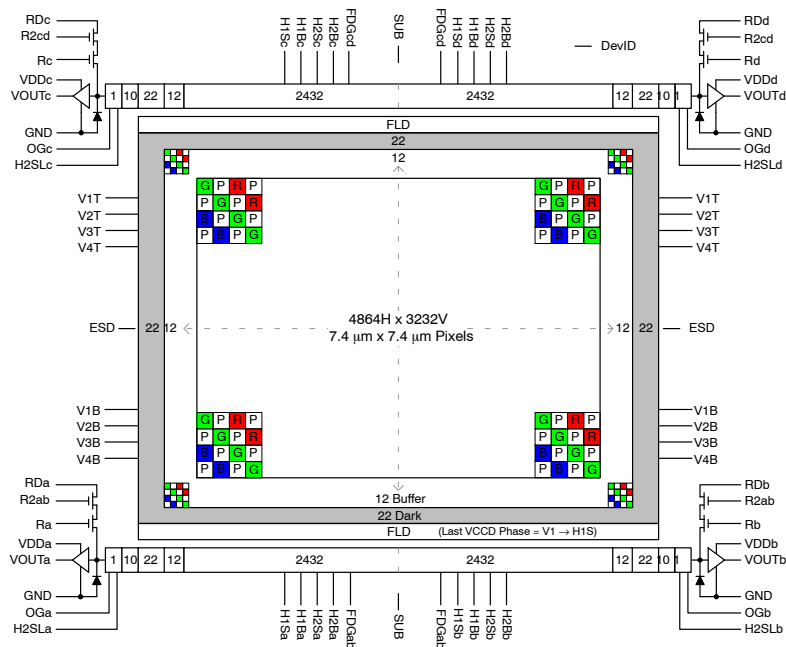 RDc
R2cd
Rc
VDDc
VOUTc
GND
OGc
H2SLc
H1Sc
H1Bc
H2Sc
H2Bc
FDGcd
SUB
FDGcd
H1Sd
H1Bd
H2Sd
H2Bd
DevID
RDd
R2cd
Rd
VDDd
VOUTd
GND
OGd
H2SLd
1 10 22 12 2432 2432 12 22 10 1
FLD
22
12
G P R P G P R P
P G P R P G P R
B P G P B P G P
P B P G P B P G
V1T V1T
V2T V2T
V3T V3T
V4T V4T
ESD 22 12 4864H x 3232V 12 22 ESD
7.4 μm x 7.4 μm Pixels
V1B V1B
V2B V2B
V3B V3B
V4B V4B
G P R P G P R P
P G P R P G P R
B P G P B P G P
P B P G P B P G
12 Buffer
22 Dark
FLD (Last VCCD Phase = V1 → H1S)
1 10 22 12 2432 2432 12 22 10 1
RDa
R2ab
Ra
VDDa
VOUTa
GND
OGa
H2SLa
H1Sa
H1Ba
H2Sa
H2Ba
FDGab
SUB
FDGab
H1Sb
H1Bb
H2Sb
H2Bb
RDb
R2ab
Rb
VDDb
VOUTb
GND
OGb
H2SLb